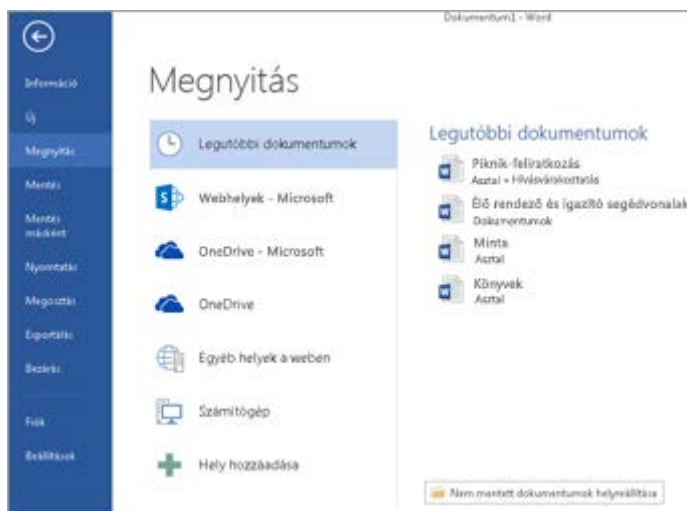 Dokumentum1 - Word
Információ
Új
Megnyitás
Mentés
Mentés
másként
Nyomtatás
Megosztás
Exportálás
Bezárás
Fiók
Beállítások
Megnyitás
Legutóbbi dokumentumok
Webhelyek - Microsoft
OneDrive - Microsoft
OneDrive
Egyéb helyek a weben
Számítógép
Hely hozzáadása
Legutóbbi dokumentumok
Piknik-feliratkozás
Asztal » Hívásvárakoztatás
Élő rendező és igazító segédvonalak
Dokumentumok
Minta
Asztal
Könyvek
Asztal
Nem mentett dokumentumok helyreállítása